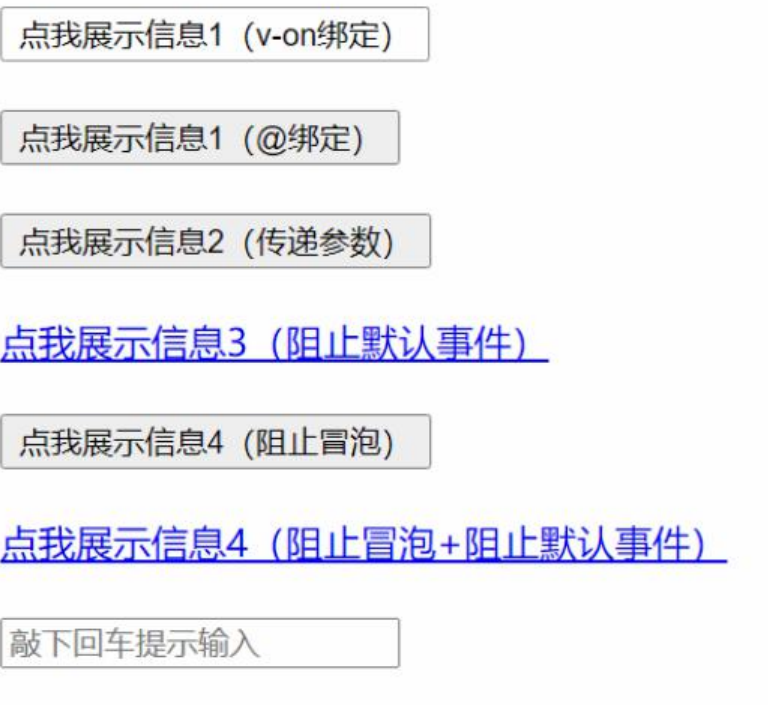 点我展示信息1（v-on绑定）
点我展示信息1（@绑定）
点我展示信息2（传递参数）
点我展示信息3（阻止默认事件）
点我展示信息4（阻止冒泡）
点我展示信息4（阻止冒泡+阻止默认事件）
敲下回车提示输入